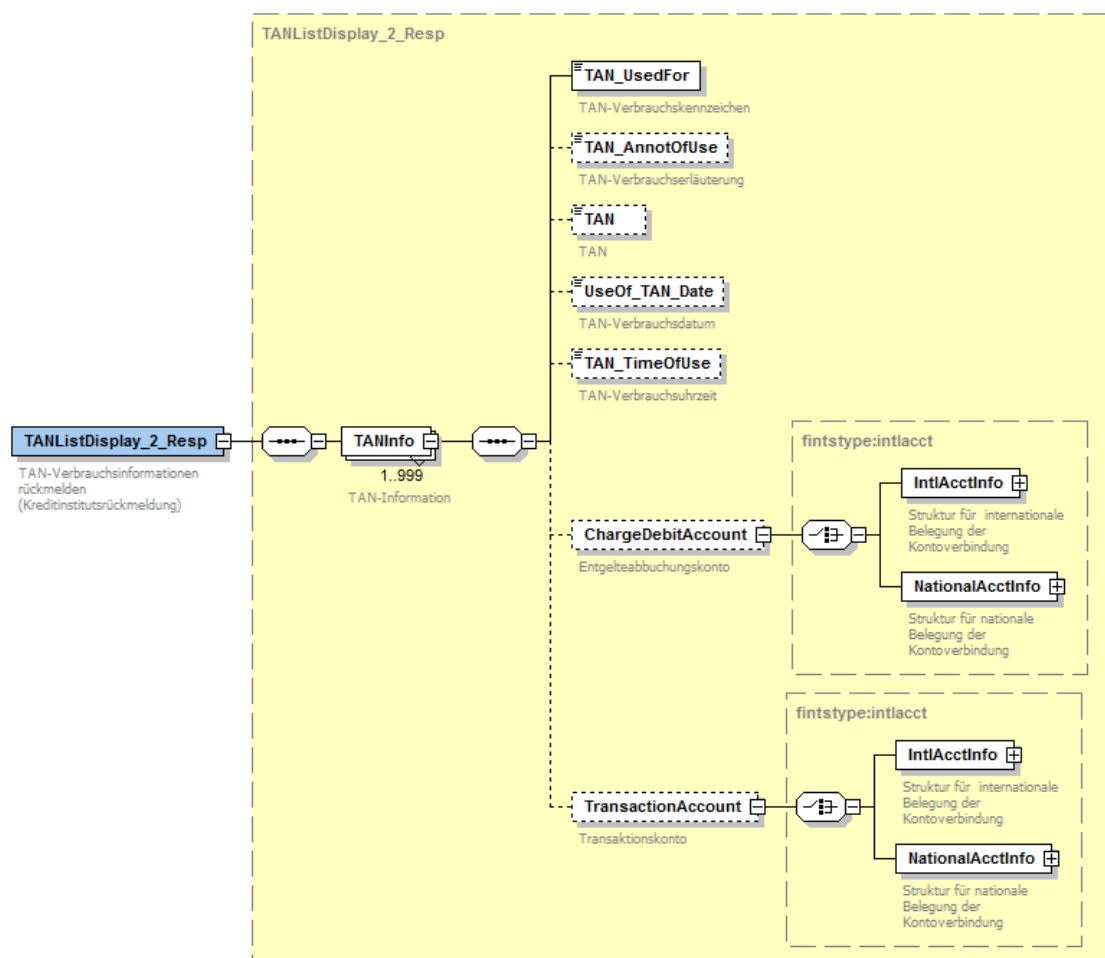 TANListDisplay_2_Resp
TAN_UsedFor
TAN-Verbrauchskennzeichen
TAN_AnnotOfUse
TAN-Verbrauchserläuterung
TAN
TAN
UseOf_TAN_Date
TAN-Verbrauchsdatum
TAN_TimeOfUse
TAN-Verbrauchsuhrzeit
TANListDisplay_2_Resp
TAN-Verbrauchsinformationen
rückmelden
(Kreditinstitutsrückmeldung)
TANInfo
1..999
TAN-Information
ChargeDebitAccount
Entgelteabbuchungskonto
fintstype:intlacct
IntlAcctInfo
Struktur für internationale
Belegung der
Kontoverbindung
NationalAcctInfo
Struktur für nationale
Belegung der
Kontoverbindung
TransactionAccount
Transaktionskonto
fintstype:intlacct
IntlAcctInfo
Struktur für internationale
Belegung der
Kontoverbindung
NationalAcctInfo
Struktur für nationale
Belegung der
Kontoverbindung